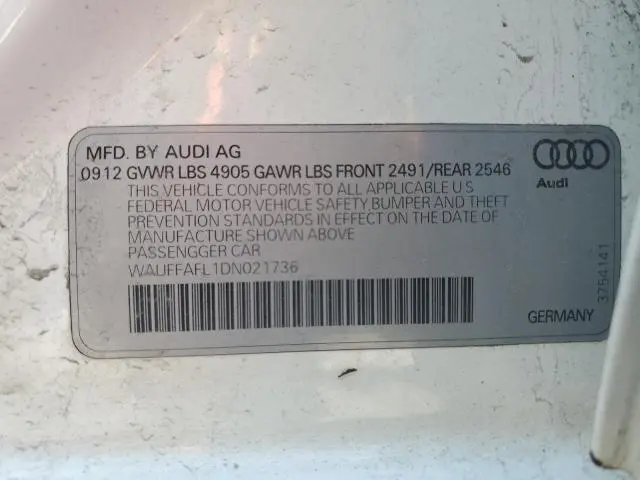 MFD. BY AUDI AG
0912 GVWR LBS 4905 GAWR LBS FRONT 2491/REAR 2546
THIS VEHICLE CONFORMS TO ALL APPLICABLE U S
FEDERAL MOTOR VEHICLE SAFETY BUMPER AND THEFT
PREVENTION STANDARDS IN EFFECT ON THE DATE OF
MANUFACTURE SHOWN ABOVE
PASSENGGER CAR
WAUFFAFL1DN021736
Audi
3754141
GERMANY